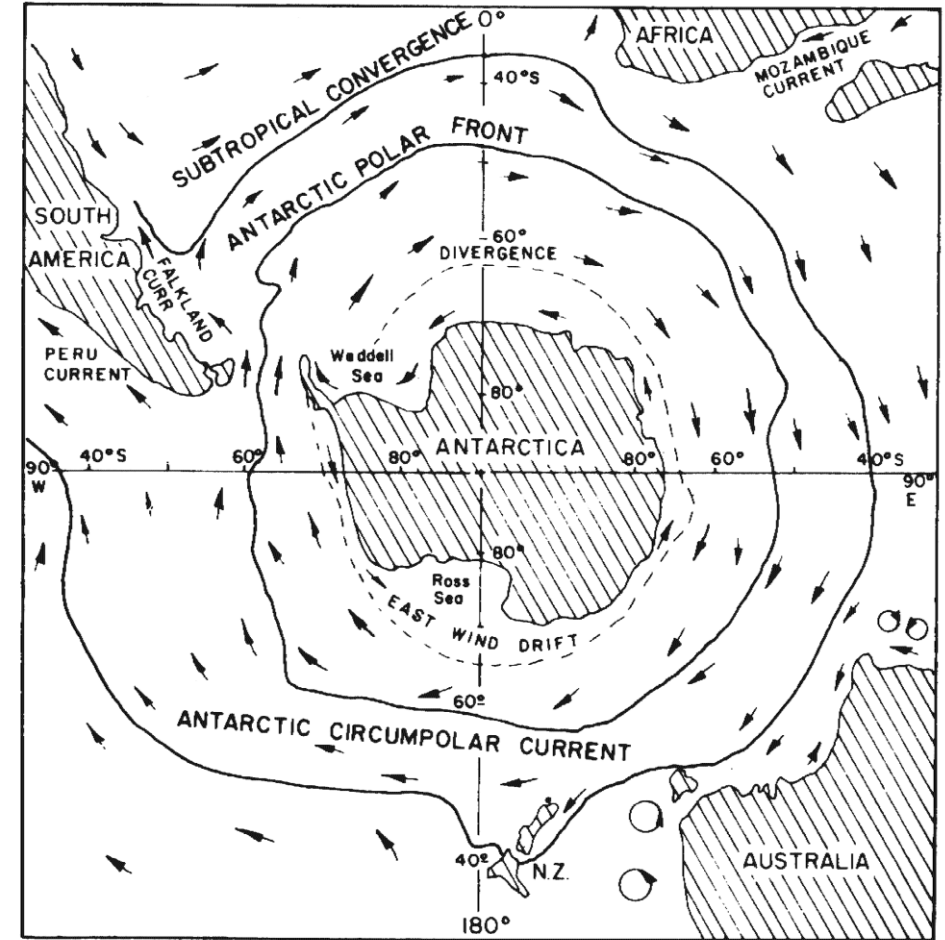 0°
AFRICA
MOZAMBIQUE
CURRENT
SUBTROPICAL CONVERGENCE
40°S
ANTARCTIC POLAR FRONT
SOUTH
AMERICA
FALKLAND
CURR
60°
DIVERGENCE
PERU
CURRENT
Weddell
Sea
80°
ANTARCTICA
90°
W
40°S
60°
80°
80°
60°
40°S
90°
E
80°
Ross
Sea
EAST WIND DRIFT
60º
ANTARCTIC CIRCUMPOLAR CURRENT
40º
N.Z.
AUSTRALIA
180°